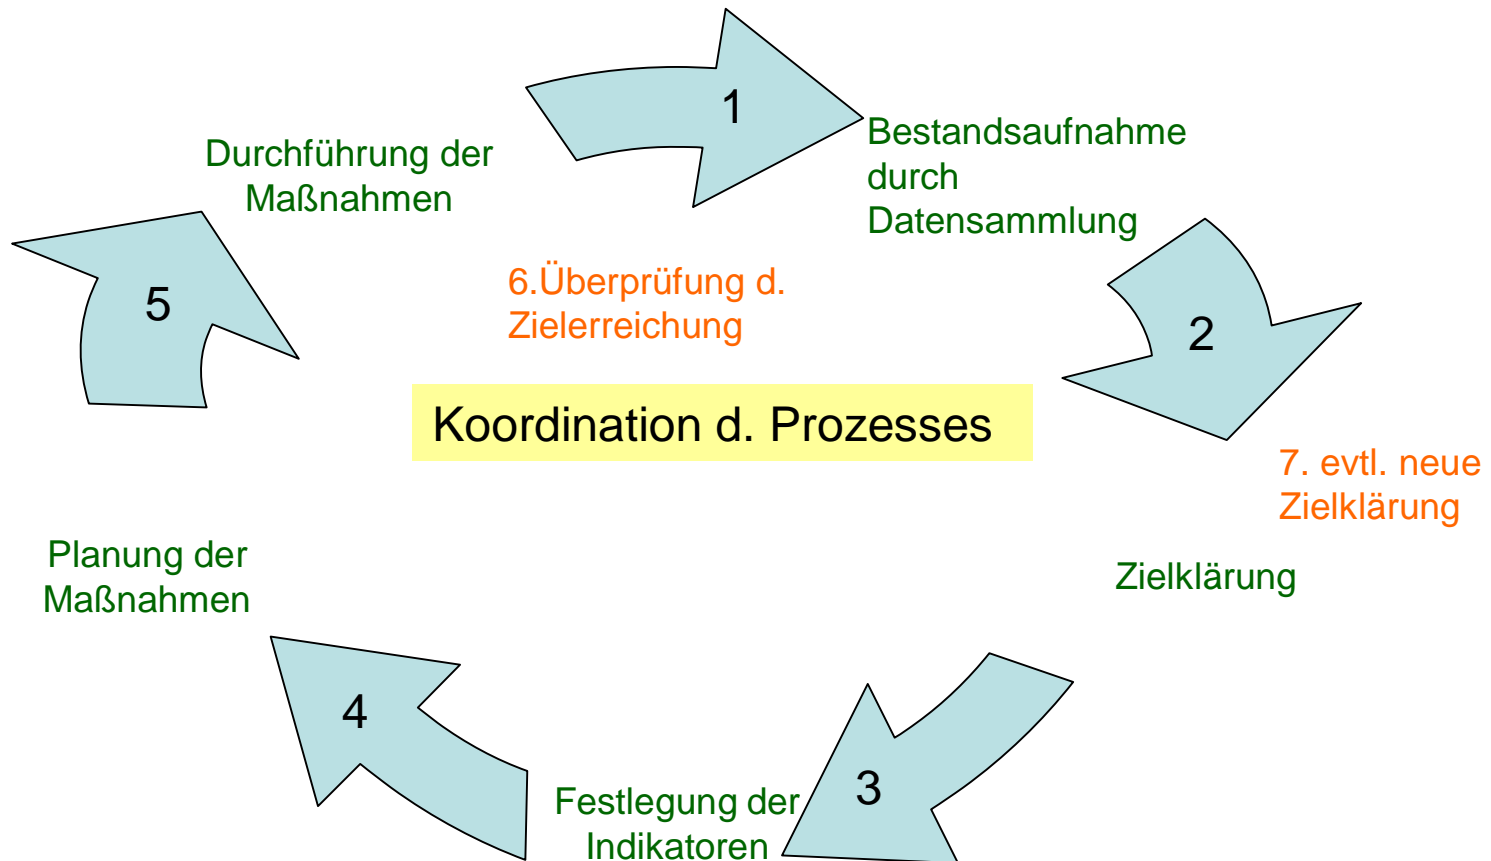 1
Bestandsaufnahme
durch
Datensammlung
2
7. evtl. neue
Zielklärung
Zielklärung
3
Festlegung der
Indikatoren
4
Planung der
Maßnahmen
5
Durchführung der
Maßnahmen
6.Überprüfung d.
Zielerreichung
Koordination d. Prozesses